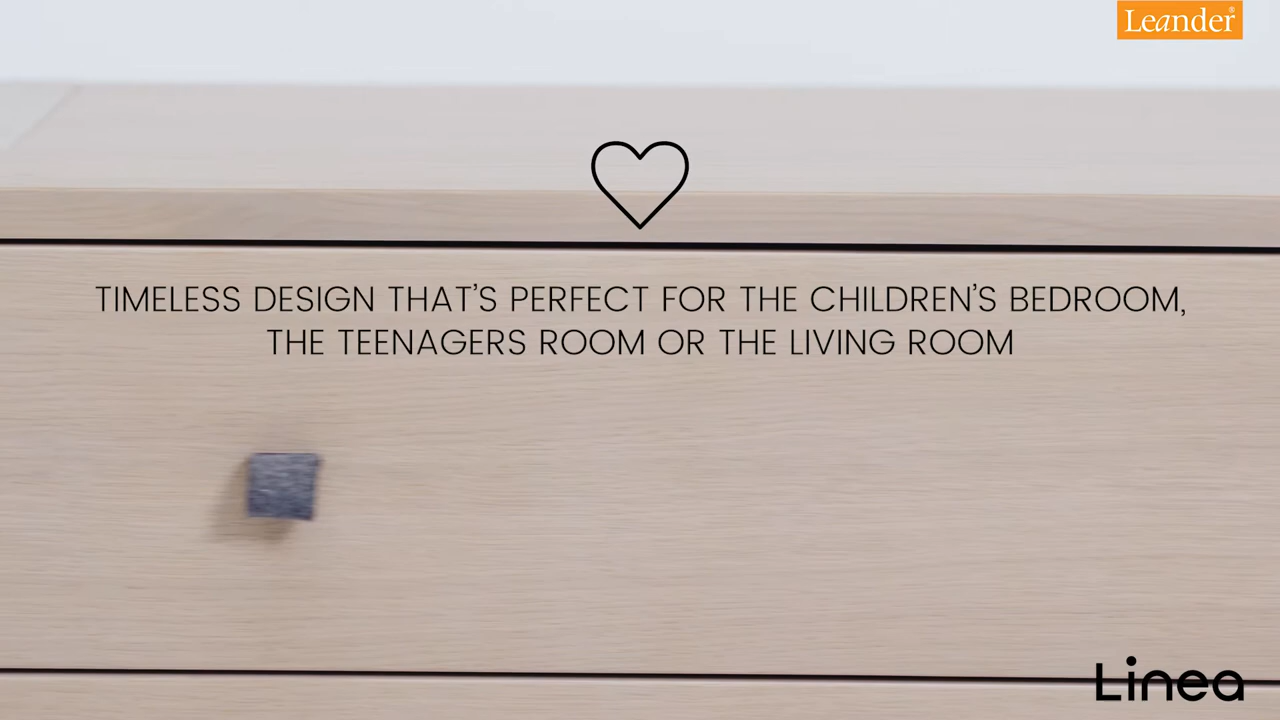 Leander®
TIMELESS DESIGN THAT'S PERFECT FOR THE CHILDREN'S BEDROOM,
THE TEENAGERS ROOM OR THE LIVING ROOM
Linea